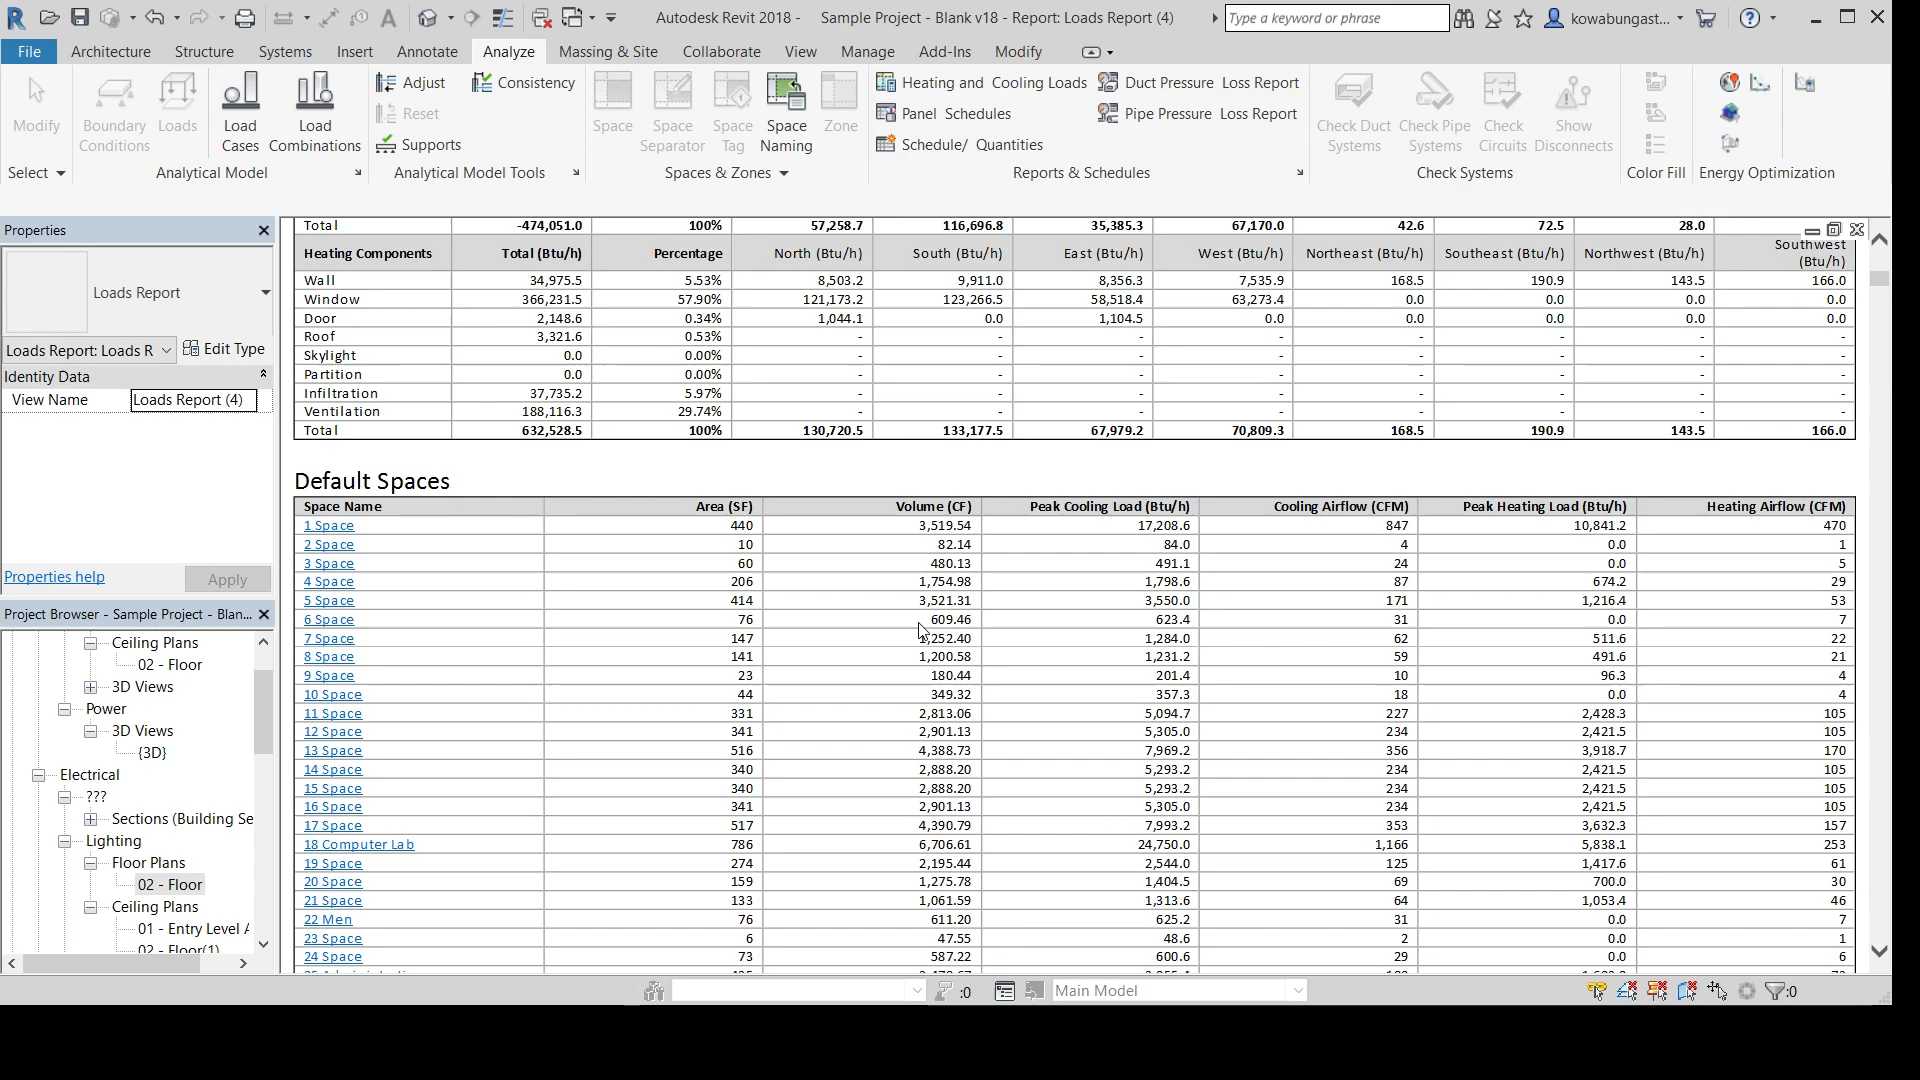 Autodesk Revit 2018 - Sample Project - Blank v18 - Report: Loads Report (4) Type a keyword or phrase kowabungast...
File Architecture Structure Systems Insert Annotate Analyze Massing & Site Collaborate View Manage Add-Ins Modify
Modify
Boundary Conditions
Loads
Load Cases
Load Combinations
Adjust
Consistency
Reset
Supports
Space
Space Separator
Space Tag
Space Naming
Zone
Heating and Cooling Loads
Panel Schedules
Schedule/ Quantities
Duct Pressure Loss Report
Pipe Pressure Loss Report
Check Duct Systems
Check Pipe Systems
Check Circuits
Show Disconnects
Select Analytical Model Analytical Model Tools Spaces & Zones Reports & Schedules Check Systems Color Fill Energy Optimization
Properties
Loads Report
Loads Report: Loads R Edit Type
Identity Data
View Name Loads Report (4)
Properties help Apply
Project Browser - Sample Project - Blan...
Ceiling Plans
02 - Floor
3D Views
Power
3D Views
{3D}
Electrical
???
Sections (Building Se
Lighting
Floor Plans
02 - Floor
Ceiling Plans
01 - Entry Level A
02 - Floor(1)
Total -474,051.0 100% 57,258.7 116,696.8 35,385.3 67,170.0 42.6 72.5 28.0
Heating Components Total (Btu/h) Percentage North (Btu/h) South (Btu/h) East (Btu/h) West (Btu/h) Northeast (Btu/h) Southeast (Btu/h) Northwest (Btu/h) Southwest (Btu/h)
Wall 34,975.5 5.53% 8,503.2 9,911.0 8,356.3 7,535.9 168.5 190.9 143.5 166.0
Window 366,231.5 57.90% 121,173.2 123,266.5 58,518.4 63,273.4 0.0 0.0 0.0 0.0
Door 2,148.6 0.34% 1,044.1 0.0 1,104.5 0.0 0.0 0.0 0.0 0.0
Roof 3,321.6 0.53% - - - - - - - -
Skylight 0.0 0.00% - - - - - - - -
Partition 0.0 0.00% - - - - - - - -
Infiltration 37,735.2 5.97% - - - - - - - -
Ventilation 188,116.3 29.74% - - - - - - - -
Total 632,528.5 100% 130,720.5 133,177.5 67,979.2 70,809.3 168.5 190.9 143.5 166.0
Default Spaces
Space Name Area (SF) Volume (CF) Peak Cooling Load (Btu/h) Cooling Airflow (CFM) Peak Heating Load (Btu/h) Heating Airflow (CFM)
1 Space 440 3,519.54 17,208.6 847 10,841.2 470
2 Space 10 82.14 84.0 4 0.0 1
3 Space 60 480.13 491.1 24 0.0 5
4 Space 206 1,754.98 1,798.6 87 674.2 29
5 Space 414 3,521.31 3,550.0 171 1,216.4 53
6 Space 76 609.46 623.4 31 0.0 7
7 Space 147 1,252.40 1,284.0 62 511.6 22
8 Space 141 1,200.58 1,231.2 59 491.6 21
9 Space 23 180.44 201.4 10 96.3 4
10 Space 44 349.32 357.3 18 0.0 4
11 Space 331 2,813.06 5,094.7 227 2,428.3 105
12 Space 341 2,901.13 5,305.0 234 2,421.5 105
13 Space 516 4,388.73 7,969.2 356 3,918.7 170
14 Space 340 2,888.20 5,293.2 234 2,421.5 105
15 Space 340 2,888.20 5,293.2 234 2,421.5 105
16 Space 341 2,901.13 5,305.0 234 2,421.5 105
17 Space 517 4,390.79 7,993.2 353 3,632.3 157
18 Computer Lab 786 6,706.61 24,750.0 1,166 5,838.1 253
19 Space 274 2,195.44 2,544.0 125 1,417.6 61
20 Space 159 1,275.78 1,404.5 69 700.0 30
21 Space 133 1,061.59 1,313.6 64 1,053.4 46
22 Men 76 611.20 625.2 31 0.0 7
23 Space 6 47.55 48.6 2 0.0 1
24 Space 73 587.22 600.6 29 0.0 6
:0 Main Model :0